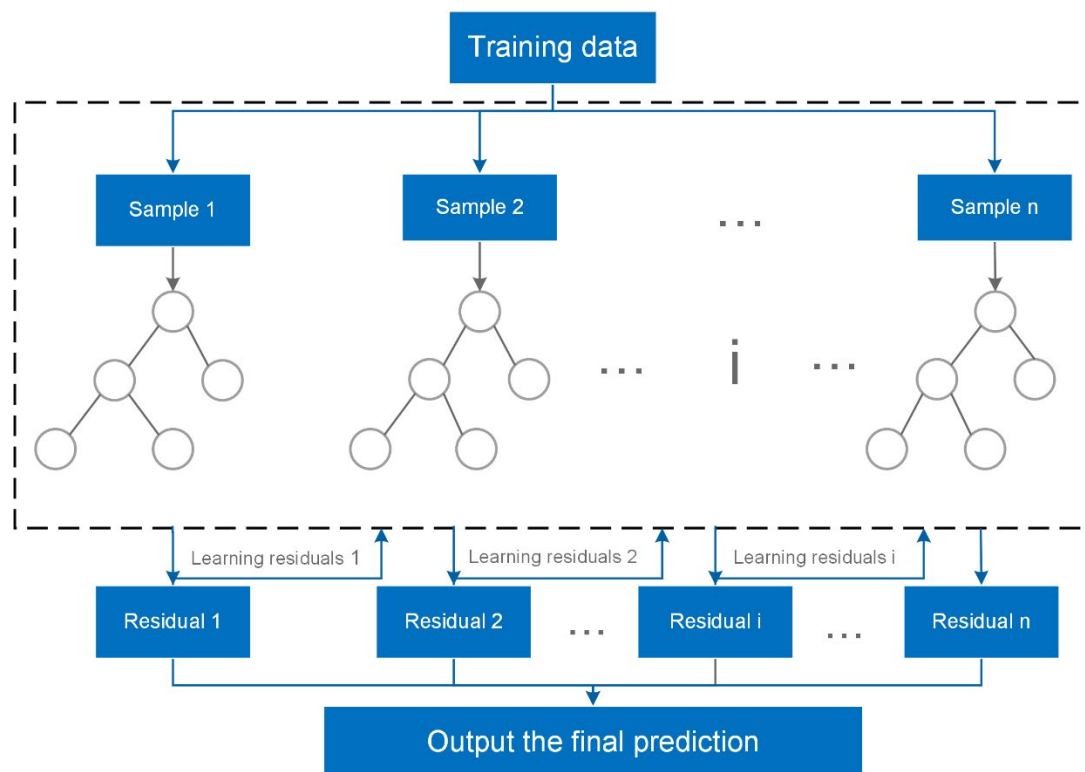 Training data
Sample 1
Sample 2
...
Sample n
...
i
...
Learning residuals 1
Learning residuals 2
Learning residuals i
Residual 1
Residual 2
...
Residual i
...
Residual n
Output the final prediction